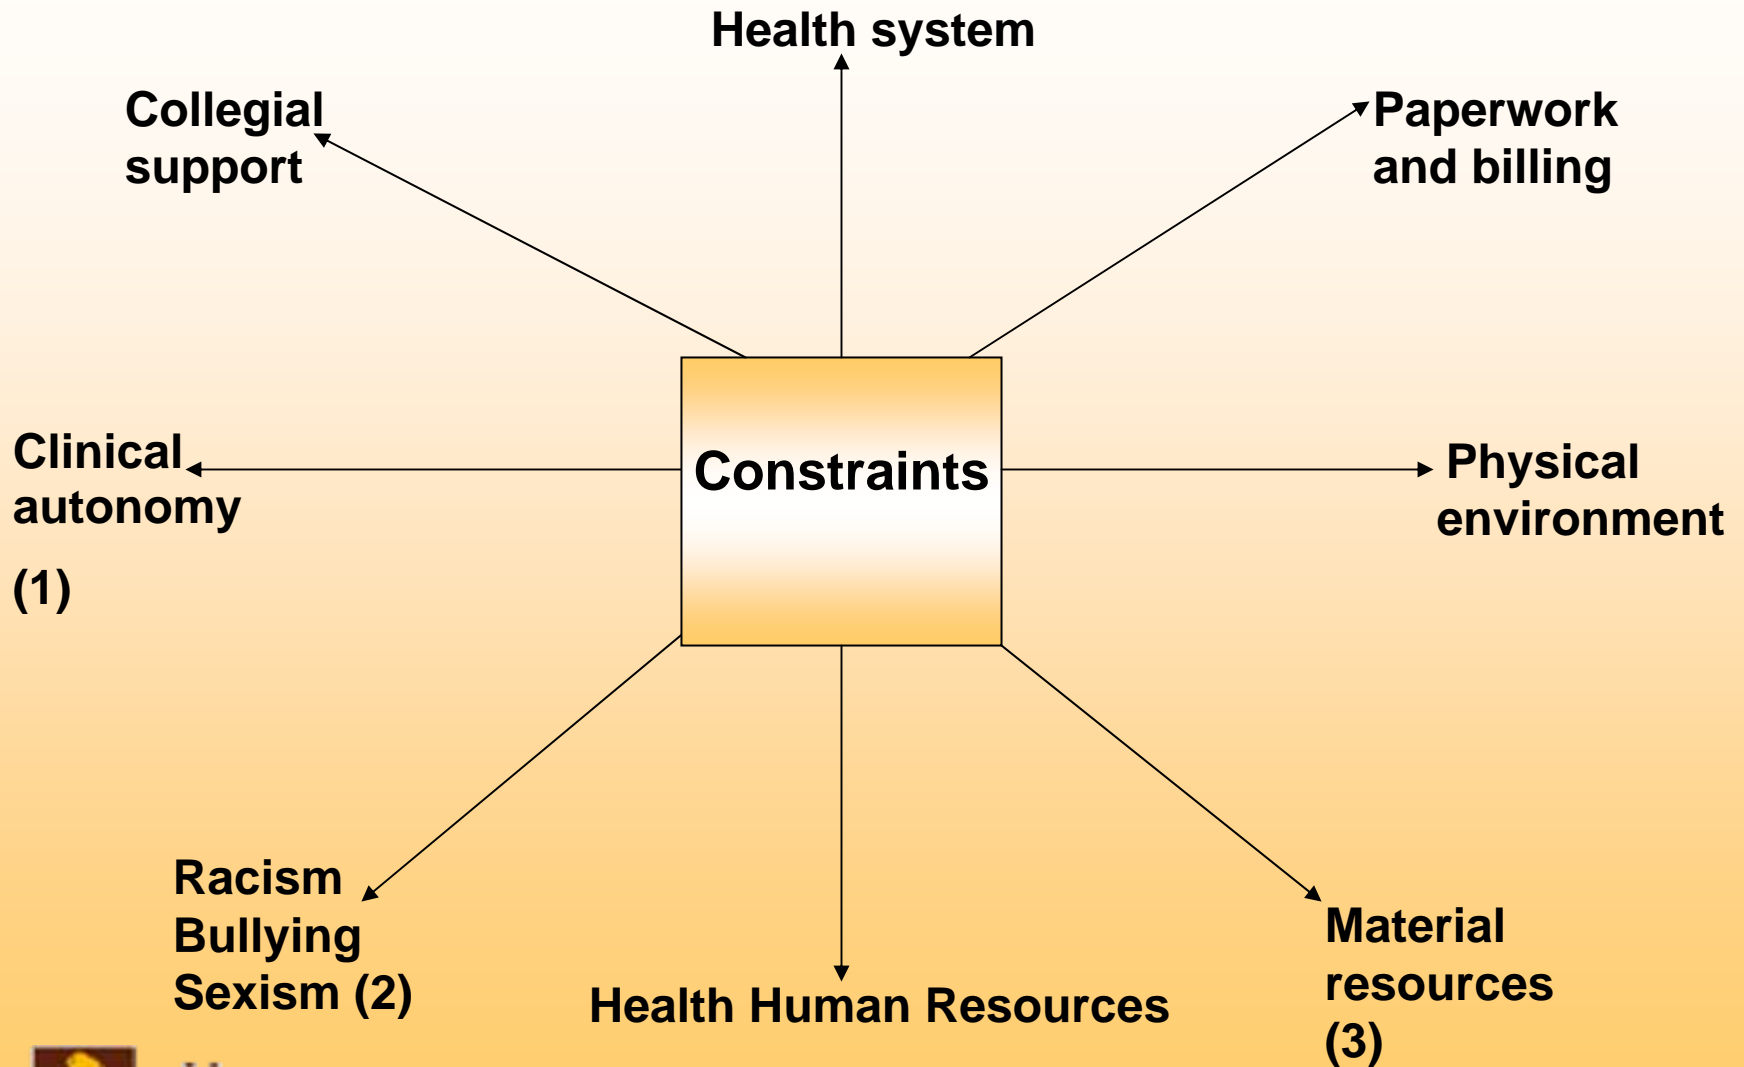 Health system
Collegial
support
Paperwork
and billing
Clinical
autonomy
(1)
Constraints
Physical
environment
Racism
Bullying
Sexism (2)
Health Human Resources
Material
resources
(3)